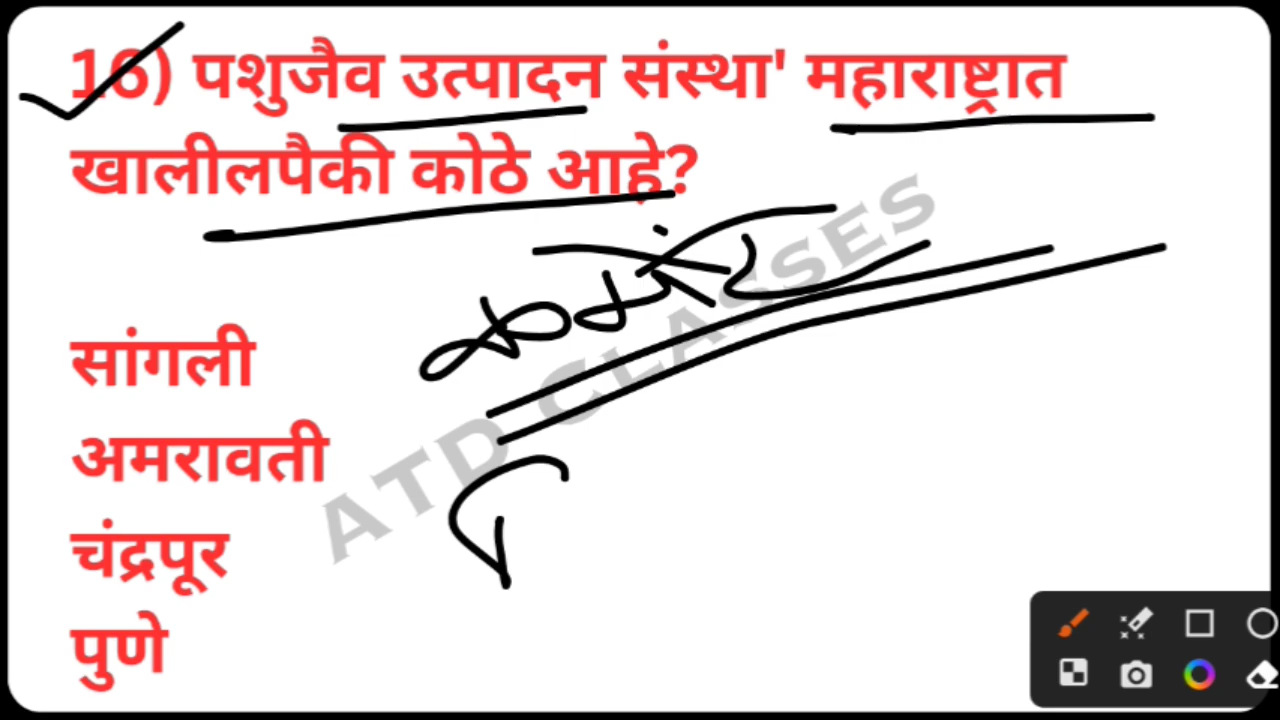 16) पशुजैव उत्पादन संस्था' महाराष्ट्रात
खालीलपैकी कोठे आहे?
सांगली
अमरावती
चंद्रपूर
पुणे
ATD CLASSES